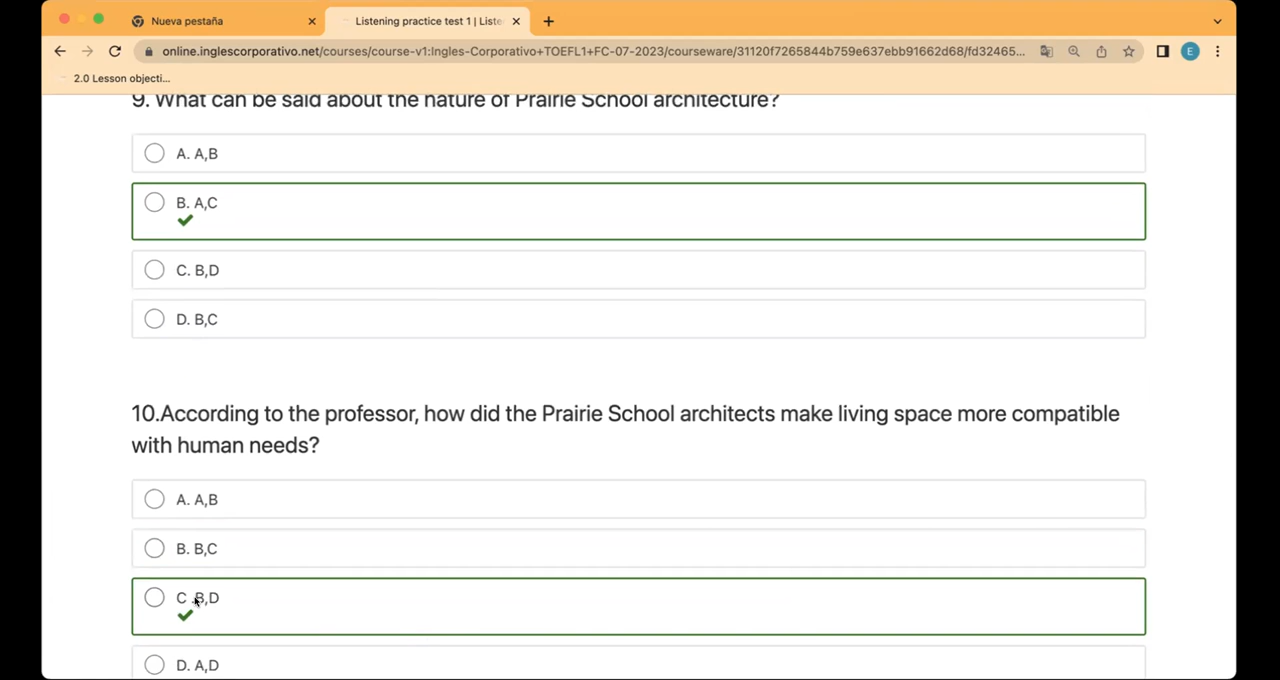 Nueva pestaña
Listening practice test 1 | Liste
online.inglescorporativo.net/courses/course-v1:Ingles-Corporativo+TOEFL1+FC-07-2023/courseware/31120f7265844b759e637ebb91662d68/fd32465...
E
2.0 Lesson objecti...
9. What can be said about the nature of Prairie School architecture?
A. A,B
B. A,C
C. B,D
D. B,C
10.According to the professor, how did the Prairie School architects make living space more compatible
with human needs?
A. A,B
B. B,C
C .B,D
D. A,D